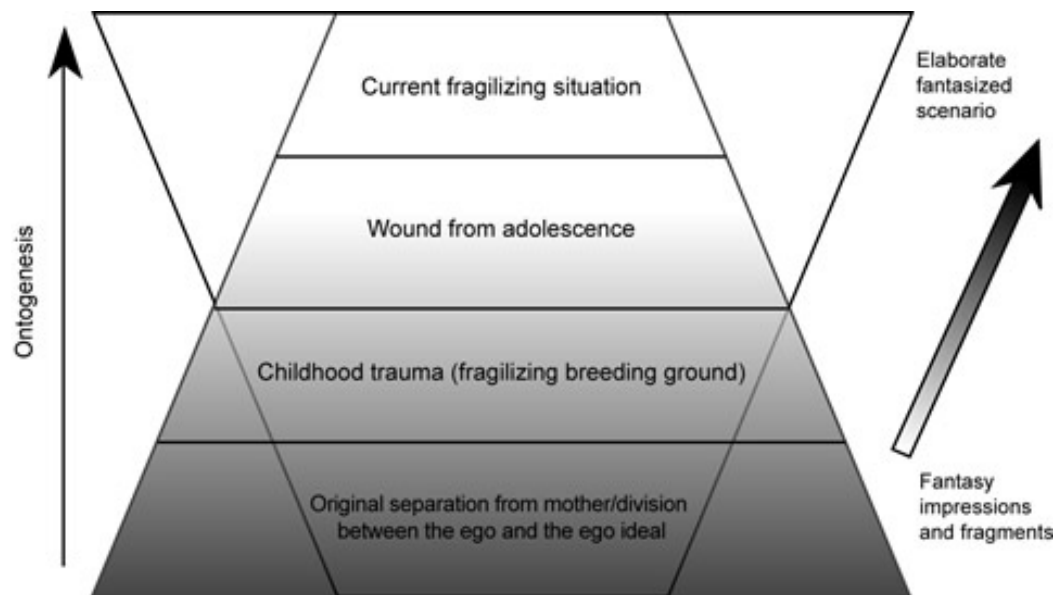 Current fragilizing situation
Elaborate
fantasized
scenario
Wound from adolescence
Ontogenesis
Childhood trauma (fragilizing breeding ground)
Original separation from mother/division
between the ego and the ego ideal
Fantasy
impressions
and fragments